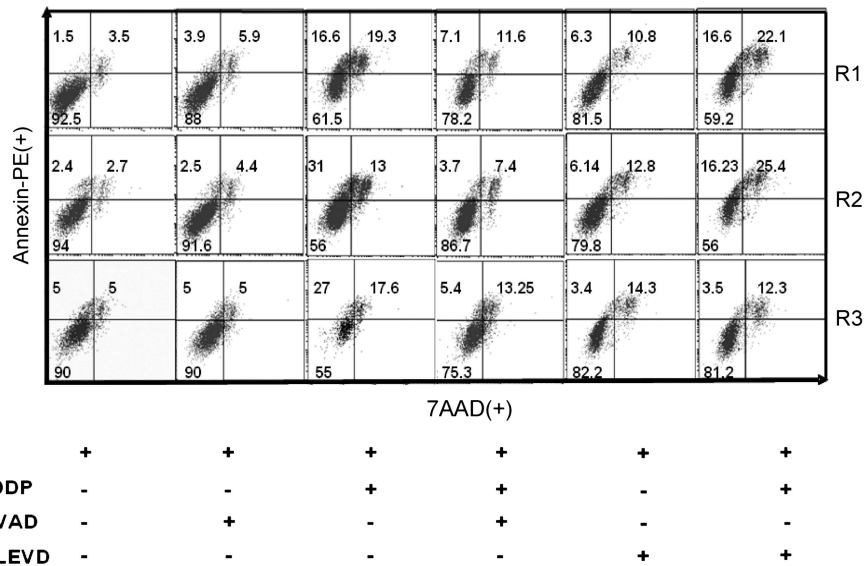 1.5 3.5 3.9 5.9 16.6 19.3 7.1 11.6 6.3 10.8 16.6 22.1
R1
92.5 88 61.5 78.2 81.5 59.2
2.4 2.7 2.5 4.4 31 13 3.7 7.4 6.14 12.8 16.23 25.4
R2
94 91.6 56 86.7 79.8 56
5 5 5 5 27 17.6 5.4 13.25 3.4 14.3 3.5 12.3
R3
90 90 55 75.3 82.2 81.2
Annexin-PE(+)
7AAD(+)
+ + + + + +
DDP - - + + - +
VAD - + - + - -
LEVD - - - - + +